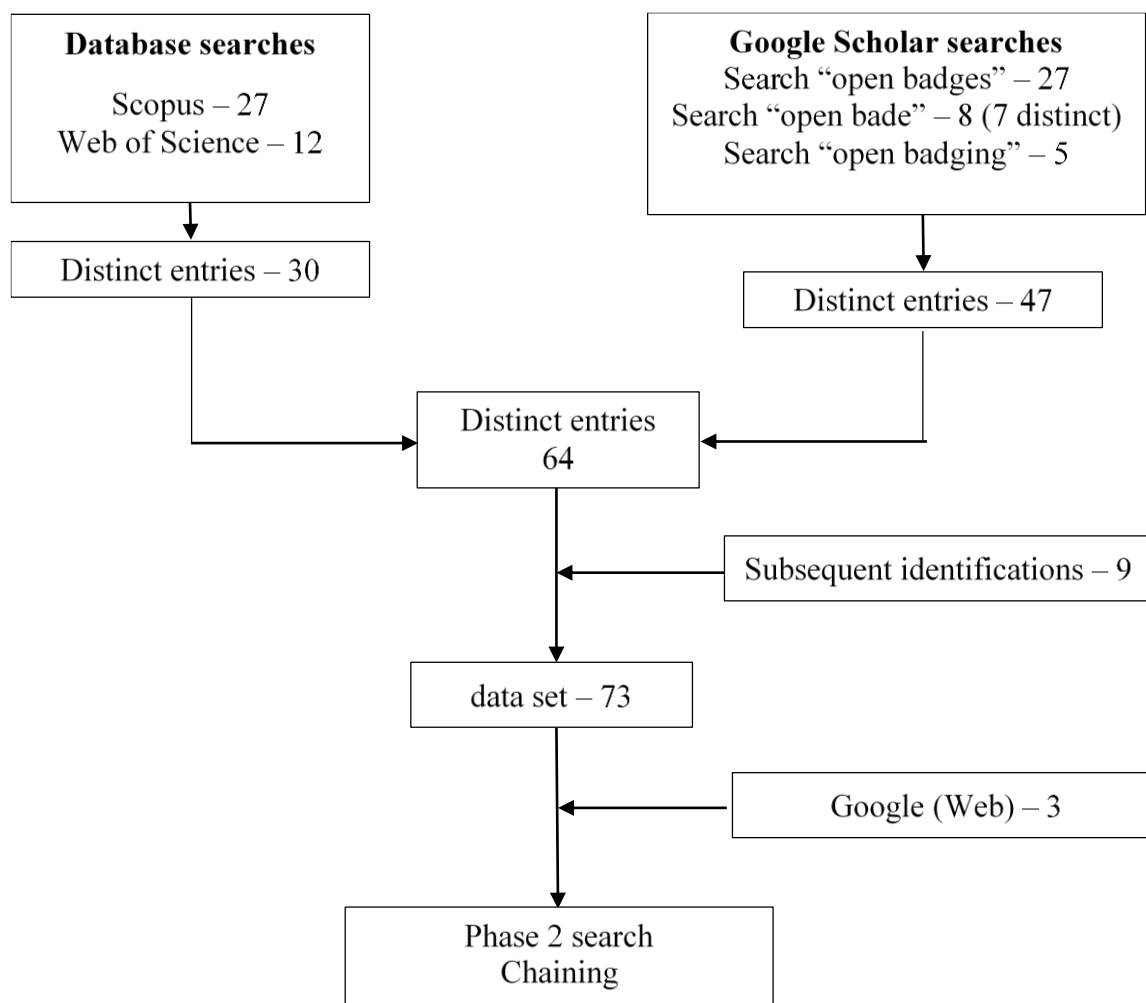 Database searches
Scopus – 27
Web of Science – 12
Google Scholar searches
Search “open badges” – 27
Search “open bade” – 8 (7 distinct)
Search “open badging” – 5
Distinct entries – 30
Distinct entries – 47
Distinct entries
64
Subsequent identifications – 9
data set – 73
Google (Web) – 3
Phase 2 search
Chaining